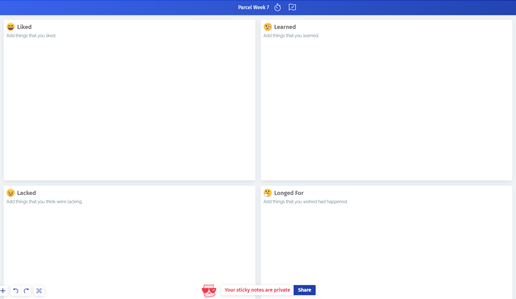 Parcel Week 7
Liked
Add things that you liked.
Learned
Add things that you learned.
Lacked
Add things that you think were lacking.
Longed For
Add things that you wished had happened.
Your sticky notes are private
Share